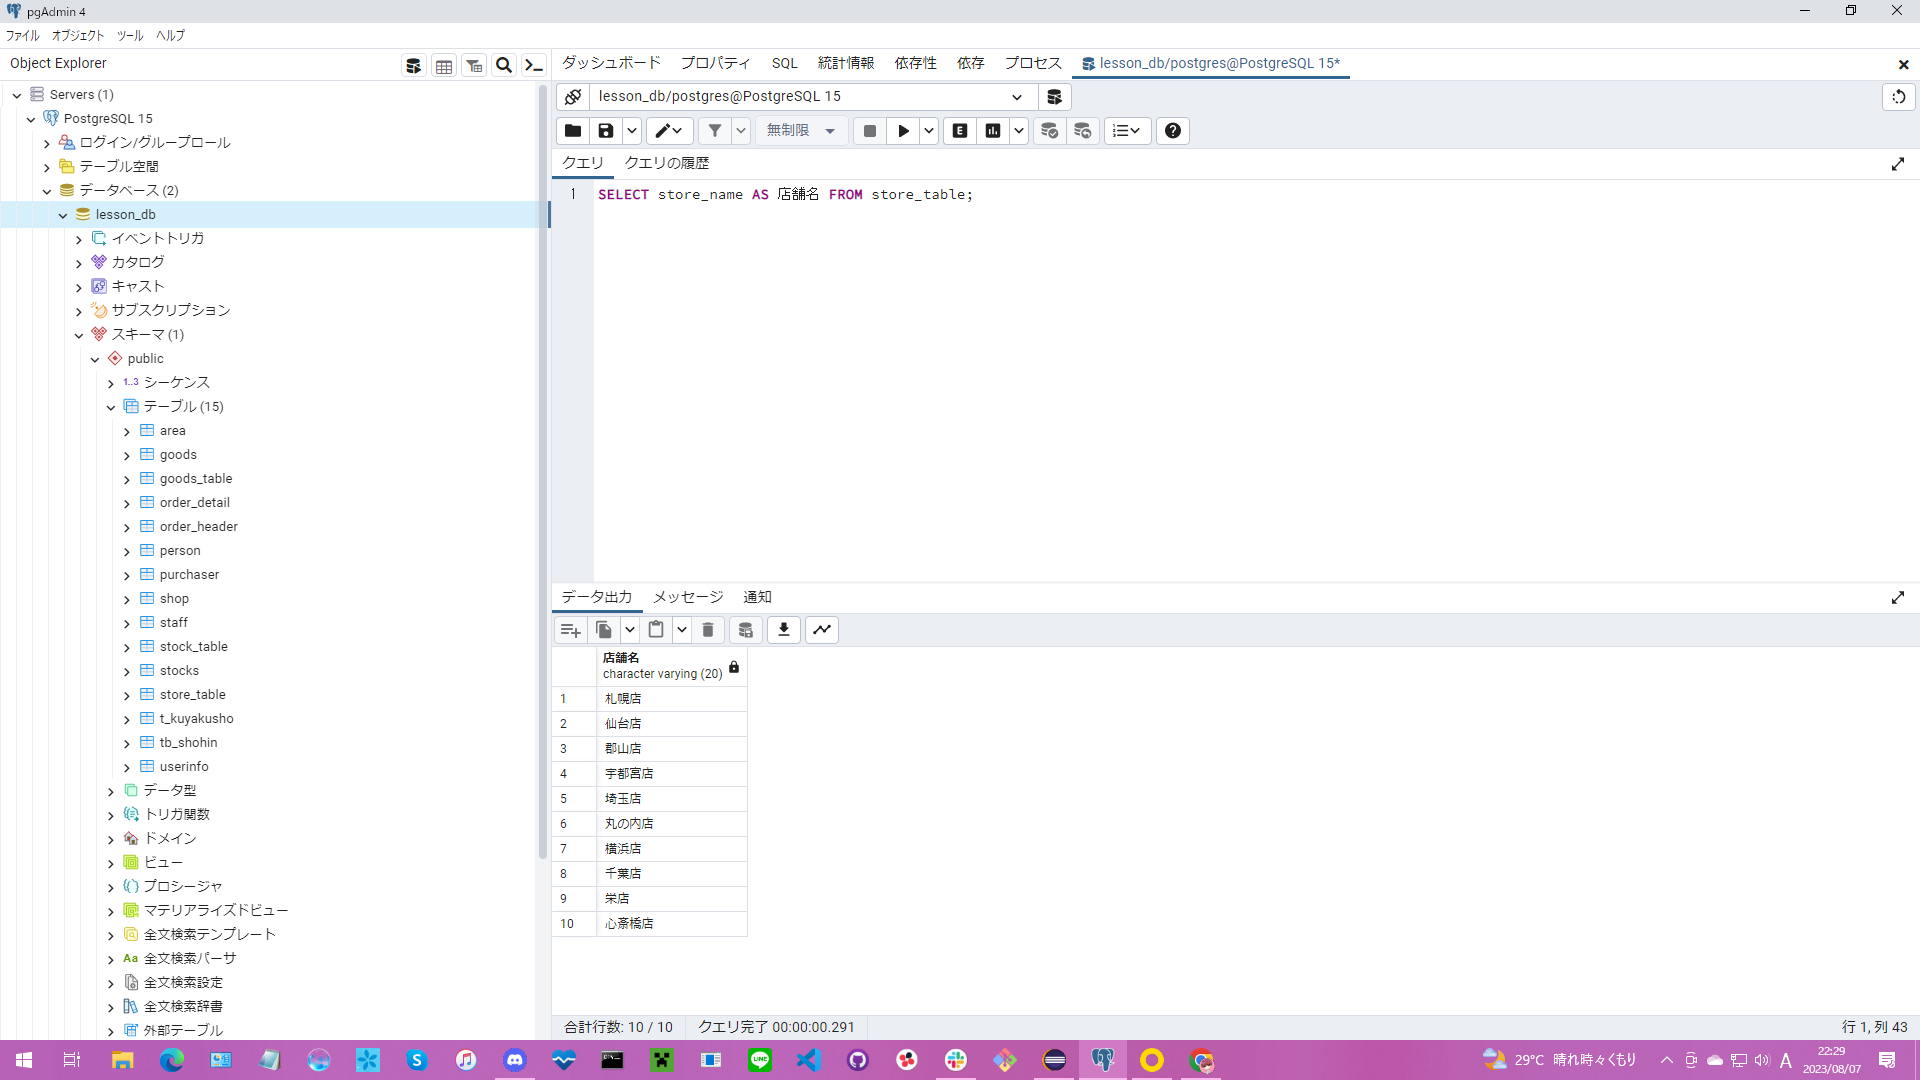 pgAdmin 4
ファイル オブジェクト ツール ヘルプ
Object Explorer
Servers (1)
PostgreSQL 15
ログイン/グループロール
テーブル空間
データベース (2)
lesson_db
イベントトリガ
カタログ
キャスト
サブスクリプション
スキーマ (1)
public
1..3 シーケンス
テーブル (15)
area
goods
goods_table
order_detail
order_header
person
purchaser
shop
staff
stock_table
stocks
store_table
t_kuyakusho
tb_shohin
userinfo
データ型
トリガ関数
ドメイン
ビュー
プロシージャ
マテリアライズドビュー
全文検索テンプレート
Aa 全文検索パーサ
全文検索設定
全文検索辞書
外部テーブル
ダッシュボード プロパティ SQL 統計情報 依存性 依存 プロセス lesson_db/postgres@PostgreSQL 15*
lesson_db/postgres@PostgreSQL 15
無制限 E
クエリ クエリの履歴
1 SELECT store_name AS 店舗名 FROM store_table;
データ出力 メッセージ 通知
店舗名
character varying (20)
1 札幌店
2 仙台店
3 郡山店
4 宇都宮店
5 埼玉店
6 丸の内店
7 横浜店
8 千葉店
9 栄店
10 心斎橋店
合計行数: 10 / 10 クエリ完了 00:00:00.291 行 1, 列 43
29°C 晴れ時々くもり A 22:29
2023/08/07